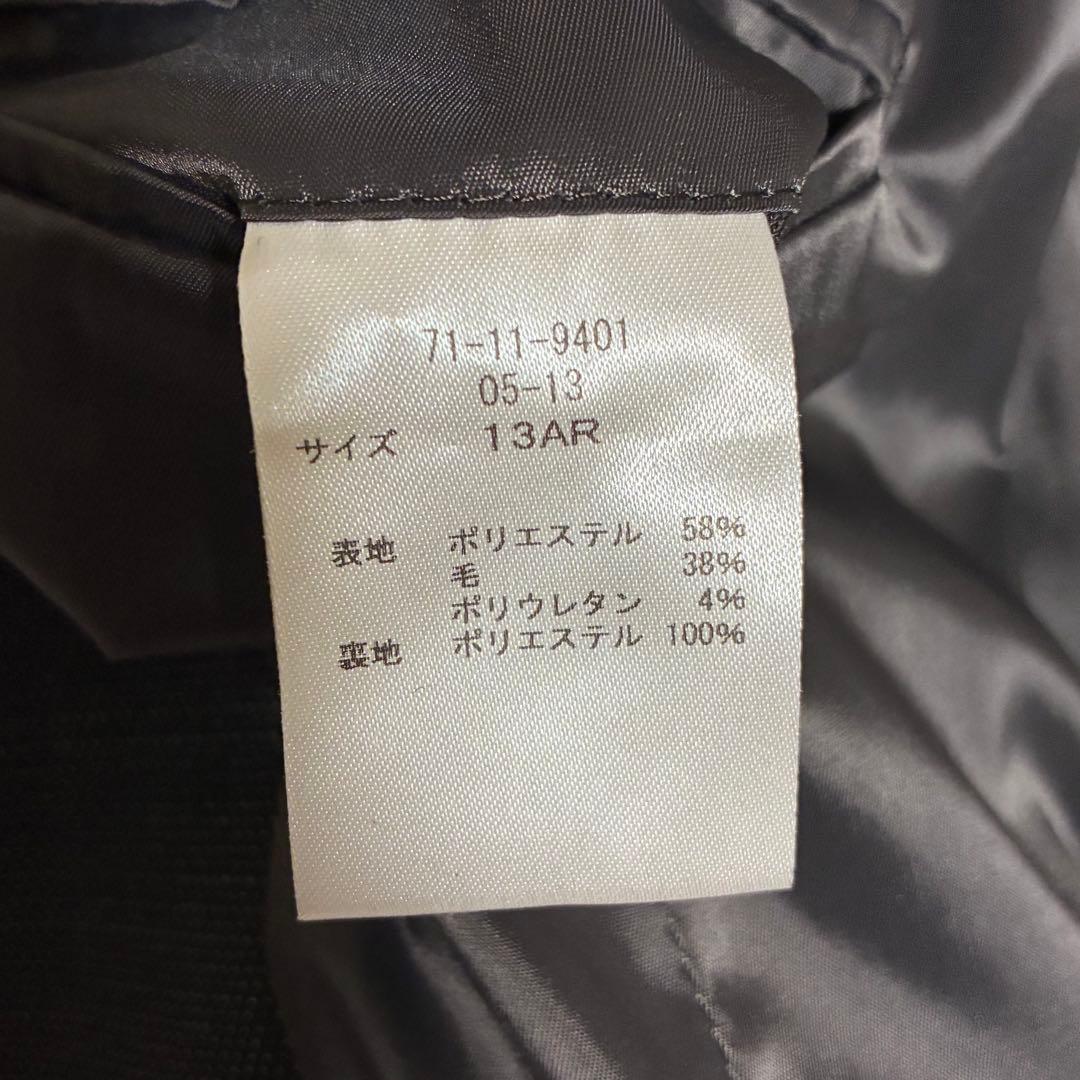 71-11-9401
05-13
サイズ 13AR
表地 ポリエステル 58%
毛 38%
ポリウレタン 4%
裏地 ポリエステル 100%